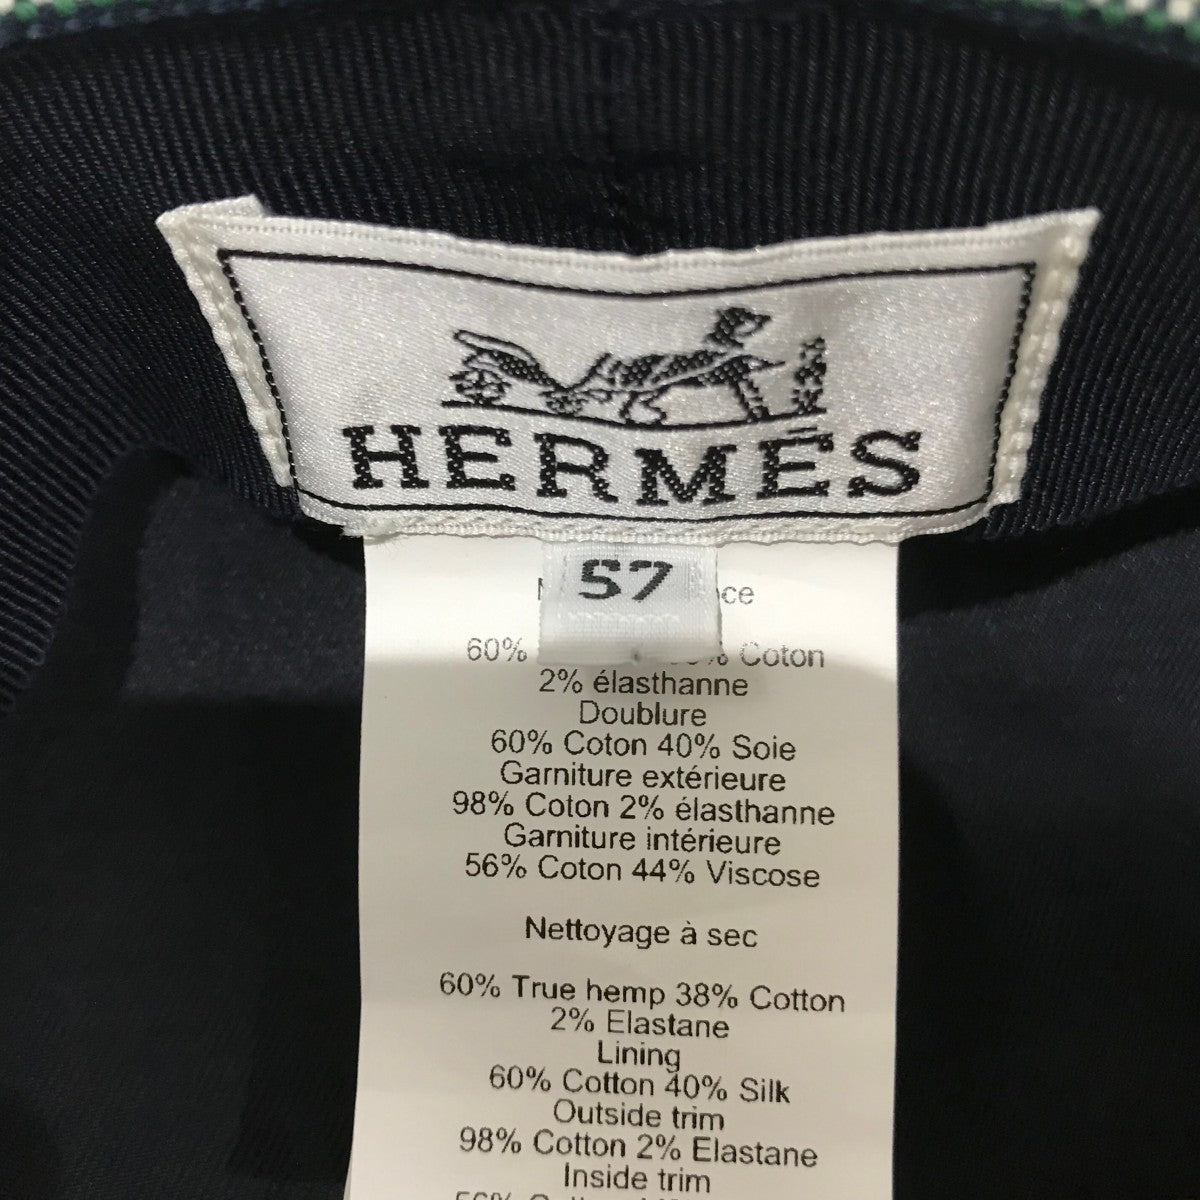 HERMÈS
57
60% Coton
2% élasthanne
Doublure
60% Coton 40% Soie
Garniture extérieure
98% Coton 2% élasthanne
Garniture intérieure
56% Coton 44% Viscose
Nettoyage à sec
60% True hemp 38% Cotton
2% Elastane
Lining
60% Cotton 40% Silk
Outside trim
98% Cotton 2% Elastane
Inside trim